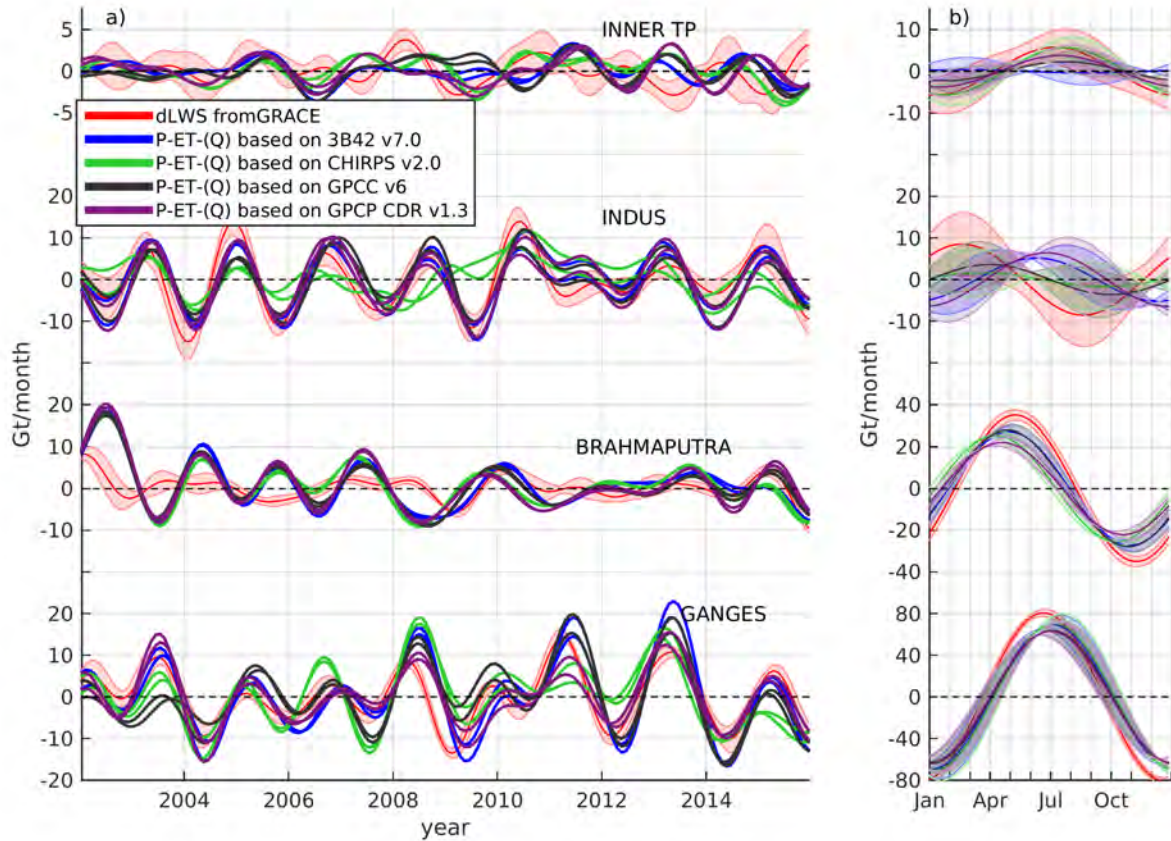 a)
b)
INNER TP
5
0
-5
10
0
-10
dLWS fromGRACE
P-ET-(Q) based on 3B42 v7.0
P-ET-(Q) based on CHIRPS v2.0
P-ET-(Q) based on GPCC v6
P-ET-(Q) based on GPCP CDR v1.3
INDUS
20
10
0
-10
20
10
0
-10
Gt/month
Gt/month
BRAHMAPUTRA
20
10
0
-10
40
20
0
-20
-40
GANGES
20
10
0
-10
-20
80
40
0
-40
-80
2004 2006 2008 2010 2012 2014
year
Jan Apr Jul Oct